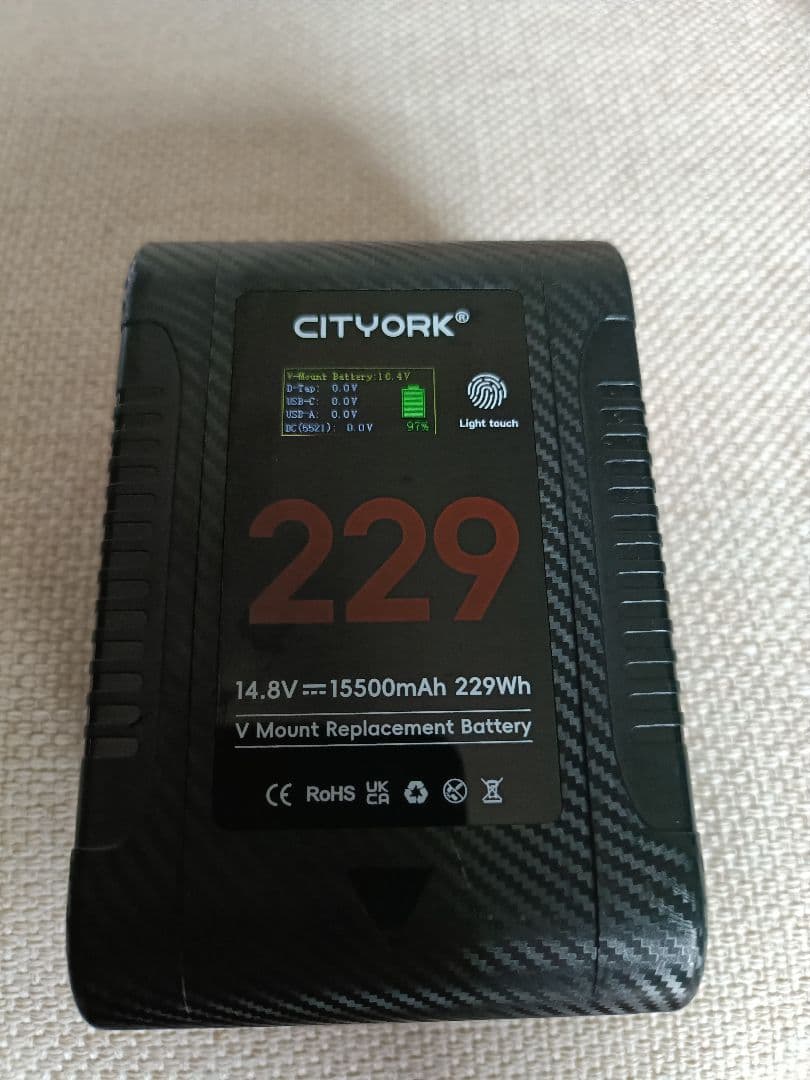 CITYORK®
V-Mount Battery:16.4V
D-Tap: 0.0V
USB-C: 0.0V
USB-A: 0.0V
DC(5521): 0.0V
97%
Light touch
229
14.8V⎓15500mAh 229Wh
V Mount Replacement Battery
CE RoHS UK
CA